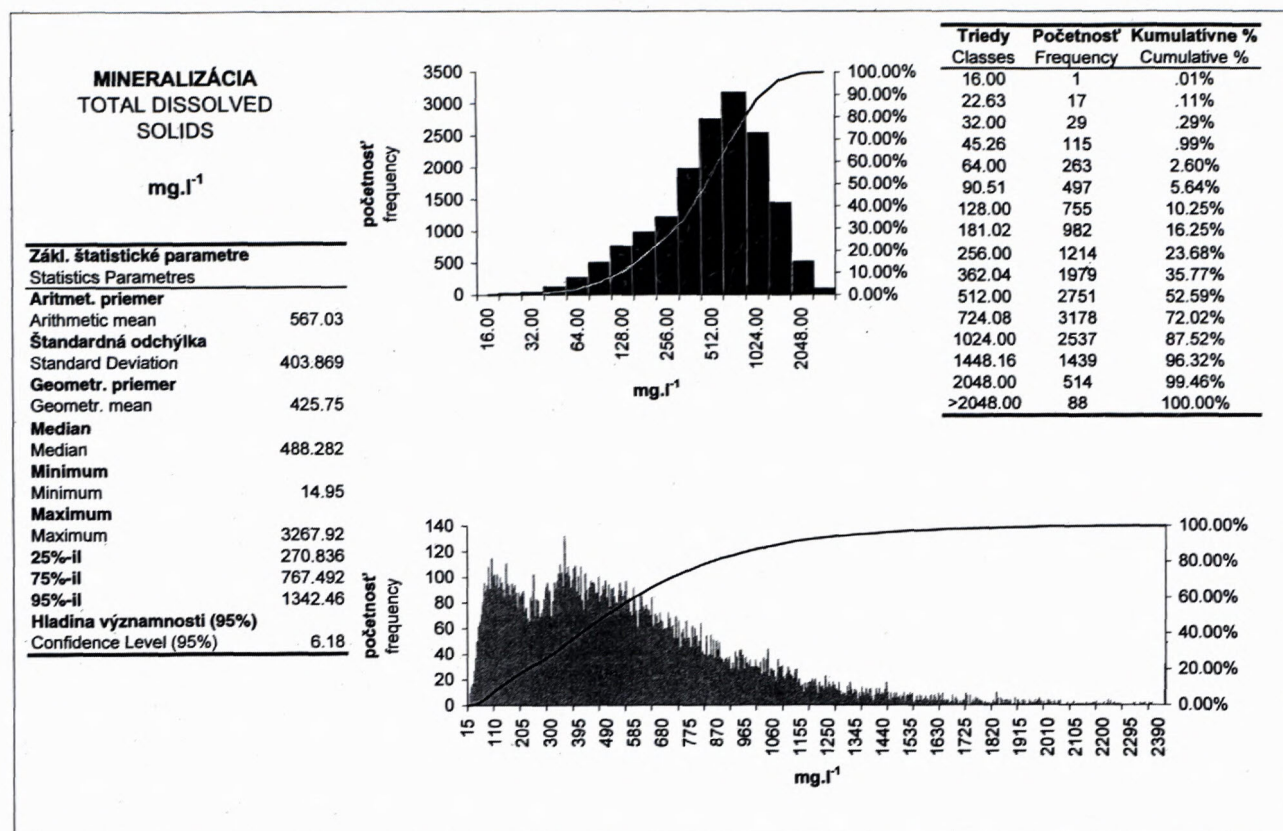 MINERALIZÁCIA
TOTAL DISSOLVED
SOLIDS
mg.l⁻¹
Zákl. štatistické parametre
Statistics Parametres
Aritmet. priemer
Arithmetic mean 567.03
Štandardná odchýlka
Standard Deviation 403.869
Geometr. priemer
Geometr. mean 425.75
Median
Median 488.282
Minimum
Minimum 14.95
Maximum
Maximum 3267.92
25%-il 270.836
75%-il 767.492
95%-il 1342.46
Hladina významnosti (95%)
Confidence Level (95%) 6.18
početnosť
frequency
3500
3000
2500
2000
1500
1000
500
0
100.00%
90.00%
80.00%
70.00%
60.00%
50.00%
40.00%
30.00%
20.00%
10.00%
0.00%
16.00 32.00 64.00 128.00 256.00 512.00 1024.00 2048.00
mg.l⁻¹
Triedy Početnosť Kumulatívne %
Classes Frequency Cumulative %
16.00 1 .01%
22.63 17 .11%
32.00 29 .29%
45.26 115 .99%
64.00 263 2.60%
90.51 497 5.64%
128.00 755 10.25%
181.02 982 16.25%
256.00 1214 23.68%
362.04 1979 35.77%
512.00 2751 52.59%
724.08 3178 72.02%
1024.00 2537 87.52%
1448.16 1439 96.32%
2048.00 514 99.46%
>2048.00 88 100.00%
početnosť
frequency
140
120
100
80
60
40
20
0
100.00%
80.00%
60.00%
40.00%
20.00%
0.00%
15 110 205 300 395 490 585 680 775 870 965 1060 1155 1250 1345 1440 1535 1630 1725 1820 1915 2010 2105 2200 2295 2390
mg.l⁻¹